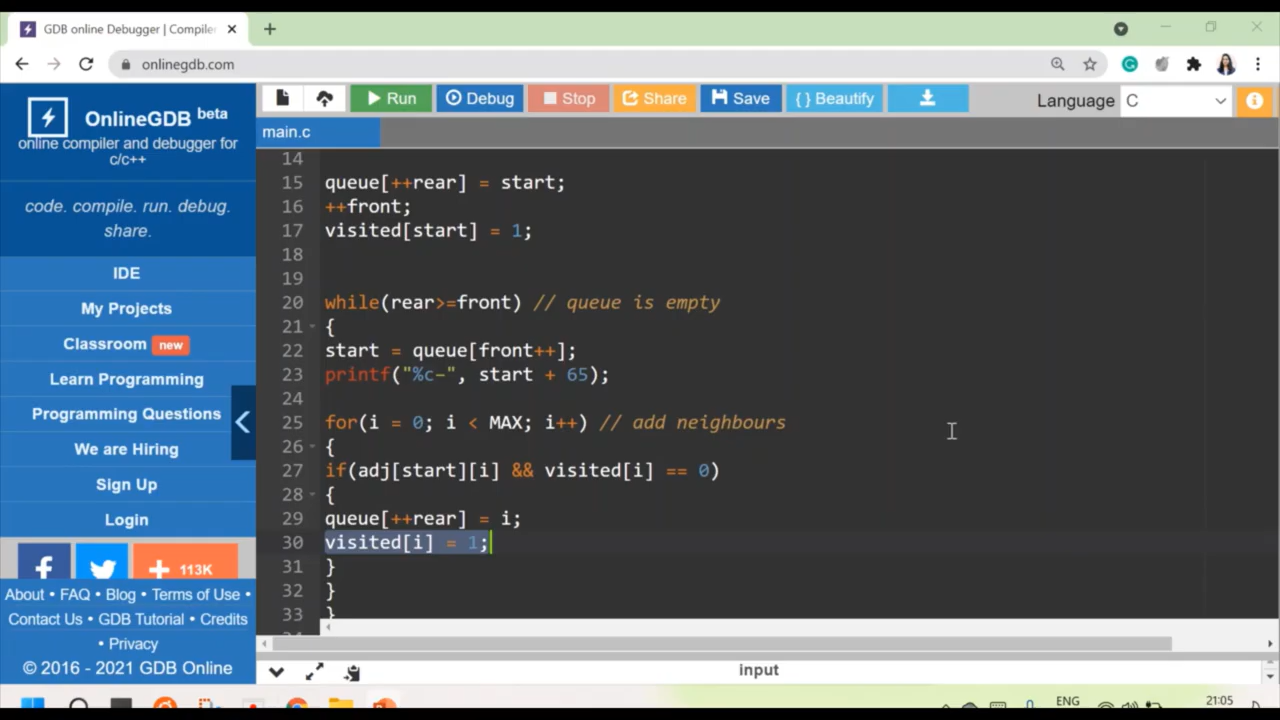 GDB online Debugger | Compiler
onlinegdb.com
OnlineGDB beta
online compiler and debugger for
c/c++
code. compile. run. debug.
share.
IDE
My Projects
Classroom new
Learn Programming
Programming Questions
We are Hiring
Sign Up
Login
113K
About • FAQ • Blog • Terms of Use •
Contact Us • GDB Tutorial • Credits
• Privacy
© 2016 - 2021 GDB Online
Run Debug Stop Share Save { } Beautify Language C
main.c
14
15 queue[++rear] = start;
16 ++front;
17 visited[start] = 1;
18
19
20 while(rear>=front) // queue is empty
21 {
22 start = queue[front++];
23 printf("%c-", start + 65);
24
25 for(i = 0; i < MAX; i++) // add neighbours
26 {
27 if(adj[start][i] && visited[i] == 0)
28 {
29 queue[++rear] = i;
30 visited[i] = 1;
31 }
32 }
33 }
input
ENG
21:05